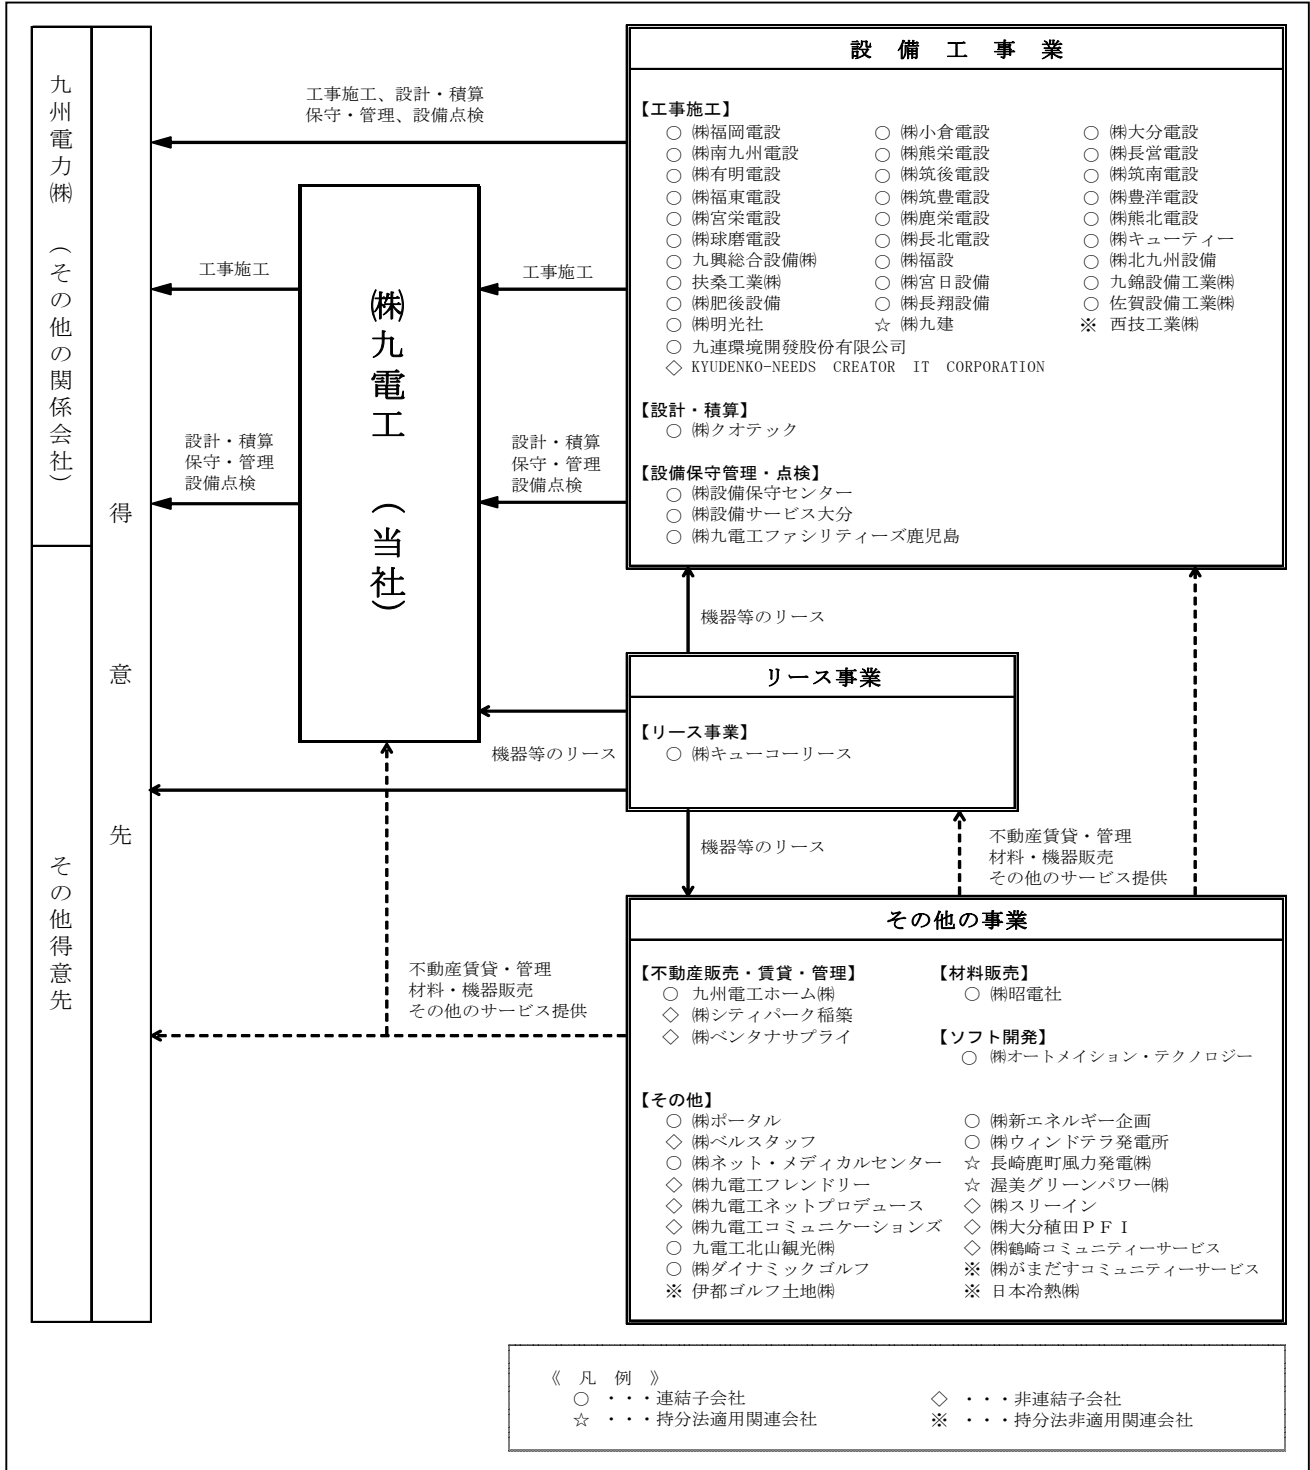 九州電力㈱　（その他の関係会社）
その他得意先
得意先
工事施工、設計・積算
保守・管理、設備点検
工事施工
設計・積算
保守・管理
設備点検
㈱九電工　（当社）
工事施工
設計・積算
保守・管理
設備点検
設備工事業
【工事施工】
○ ㈱福岡電設　○ ㈱小倉電設　○ ㈱大分電設
○ ㈱南九州電設　○ ㈱熊栄電設　○ ㈱長営電設
○ ㈱有明電設　○ ㈱筑後電設　○ ㈱筑南電設
○ ㈱福東電設　○ ㈱筑豊電設　○ ㈱豊洋電設
○ ㈱宮栄電設　○ ㈱鹿栄電設　○ ㈱熊北電設
○ ㈱球磨電設　○ ㈱長北電設　○ ㈱キューティー
○ 九興総合設備㈱　○ ㈱福設　○ ㈱北九州設備
○ 扶桑工業㈱　○ ㈱宮日設備　○ 九錦設備工業㈱
○ ㈱肥後設備　○ ㈱長翔設備　○ 佐賀設備工業㈱
○ ㈱明光社　☆ ㈱九建　※ 西技工業㈱
○ 九連環境開發股份有限公司
◇ KYUDENKO-NEEDS CREATOR IT CORPORATION
【設計・積算】
○ ㈱クオテック
【設備保守管理・点検】
○ ㈱設備保守センター
○ ㈱設備サービス大分
○ ㈱九電工ファシリティーズ鹿児島
機器等のリース
リース事業
【リース事業】
○ ㈱キューコーリース
機器等のリース
機器等のリース
不動産賃貸・管理
材料・機器販売
その他のサービス提供
不動産賃貸・管理
材料・機器販売
その他のサービス提供
その他の事業
【不動産販売・賃貸・管理】　【材料販売】
○ 九州電工ホーム㈱　○ ㈱昭電社
◇ ㈱シティパーク稲築
◇ ㈱ベンタナサプライ　【ソフト開発】
○ ㈱オートメイション・テクノロジー
【その他】
○ ㈱ポータル　○ ㈱新エネルギー企画
◇ ㈱ベルスタッフ　○ ㈱ウィンドテラ発電所
○ ㈱ネット・メディカルセンター　☆ 長崎鹿町風力発電㈱
◇ ㈱九電工フレンドリー　☆ 渥美グリーンパワー㈱
◇ ㈱九電工ネットプロデュース　◇ ㈱スリーイン
◇ ㈱九電工コミュニケーションズ　◇ ㈱大分稙田ＰＦＩ
○ 九電工北山観光㈱　◇ ㈱鶴崎コミュニティーサービス
○ ㈱ダイナミックゴルフ　※ ㈱がまだすコミュニティーサービス
※ 伊都ゴルフ土地㈱　※ 日本冷熱㈱
《　凡　例　》
○ ・・・連結子会社　◇ ・・・非連結子会社
☆ ・・・持分法適用関連会社　※ ・・・持分法非適用関連会社